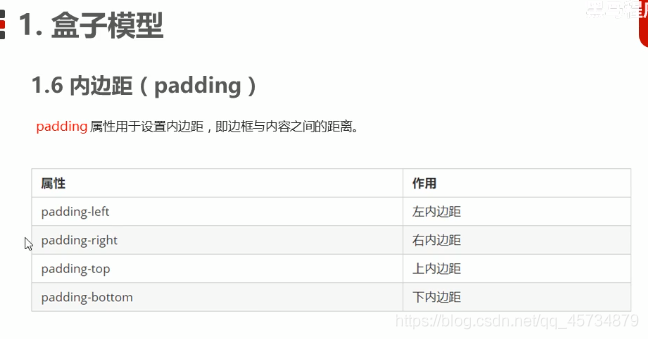 1. 盒子模型
1.6 内边距（padding）
padding 属性用于设置内边距，即边框与内容之间的距离。
属性 作用
padding-left 左内边距
padding-right 右内边距
padding-top 上内边距
padding-bottom 下内边距
https://blog.csdn.net/qq_45734879